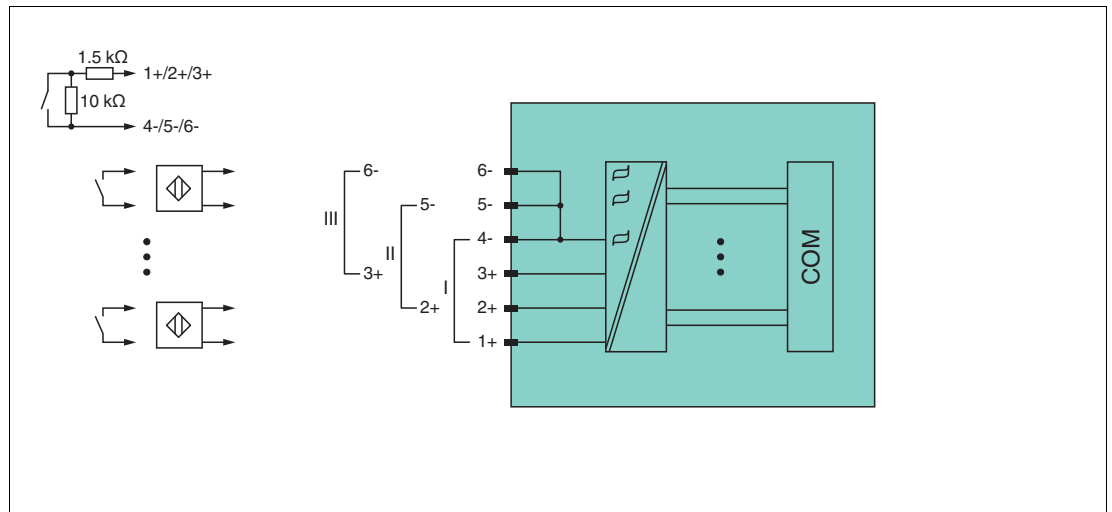 1.5 kΩ
1+/2+/3+
10 kΩ
4-/5-/6-
III
6-
3+
II
5-
2+
I
6-
5-
4-
3+
2+
1+
COM